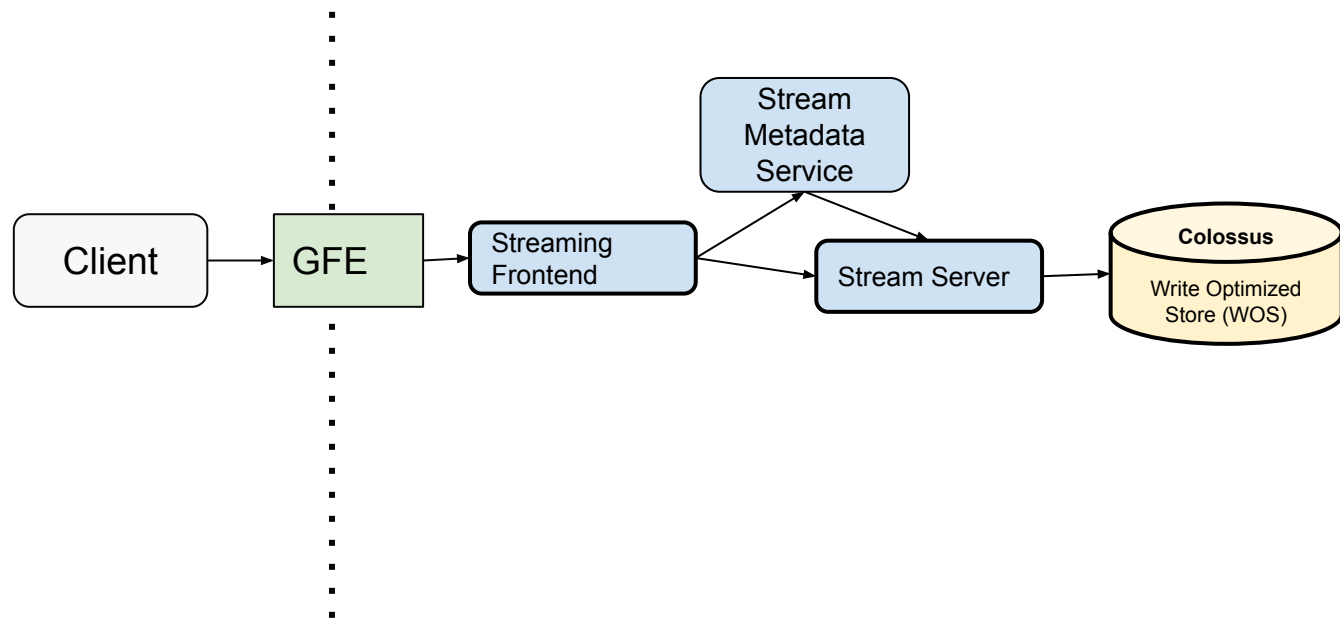 Client
GFE
Streaming
Frontend
Stream
Metadata
Service
Stream Server
Colossus
Write Optimized
Store (WOS)